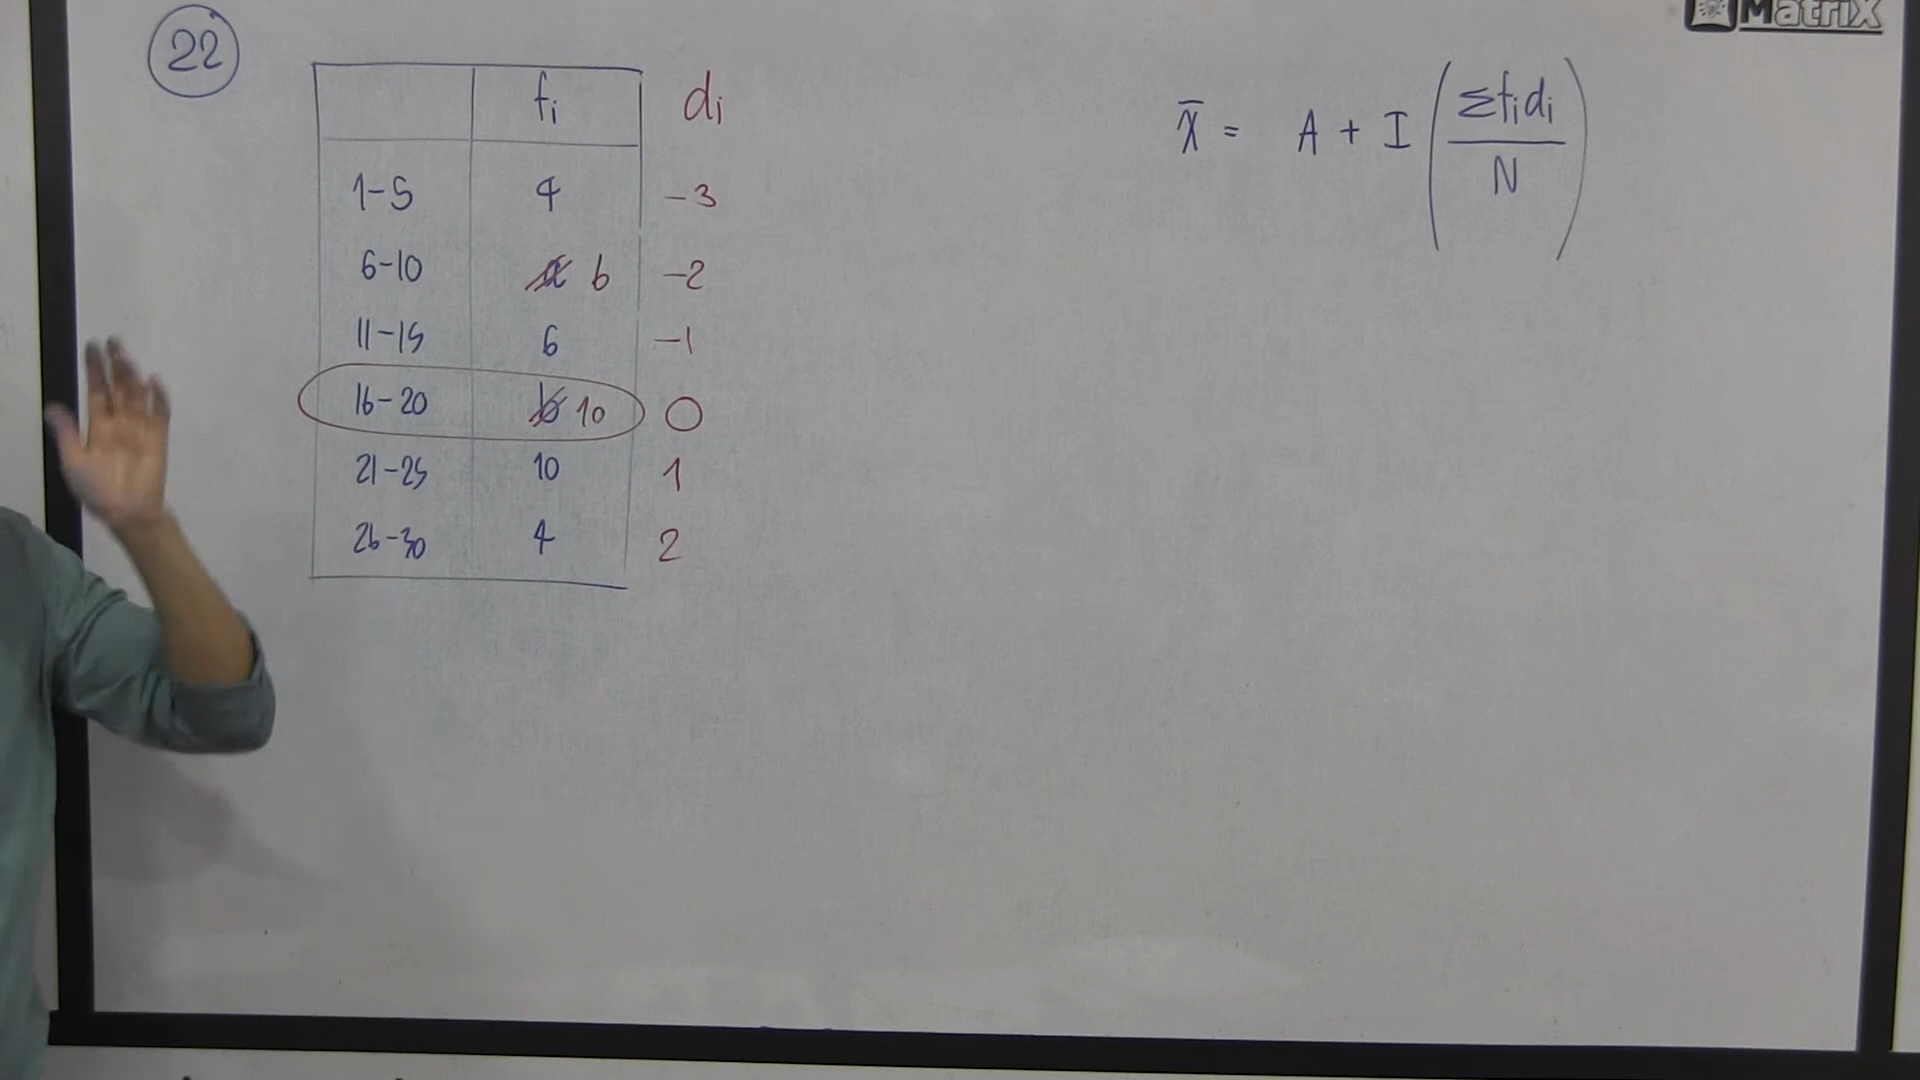 MatriX
22
fi di
x̄ = A + I (Σfidi / N)
1-5 4 -3
6-10 a 6 -2
11-15 6 -1
16-20 b 10 0
21-25 10 1
26-30 4 2